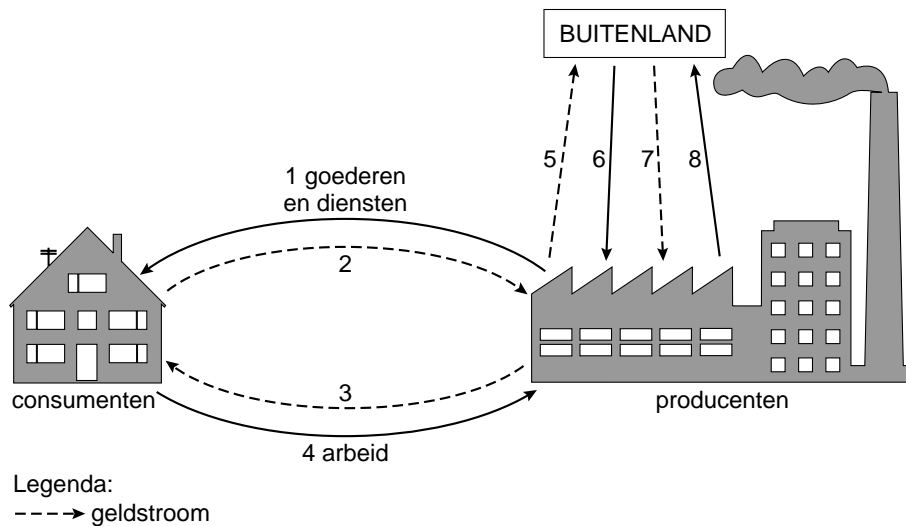 BUITENLAND
5
6
7
8
1 goederen
en diensten
2
3
consumenten
producenten
4 arbeid
Legenda:
geldstroom